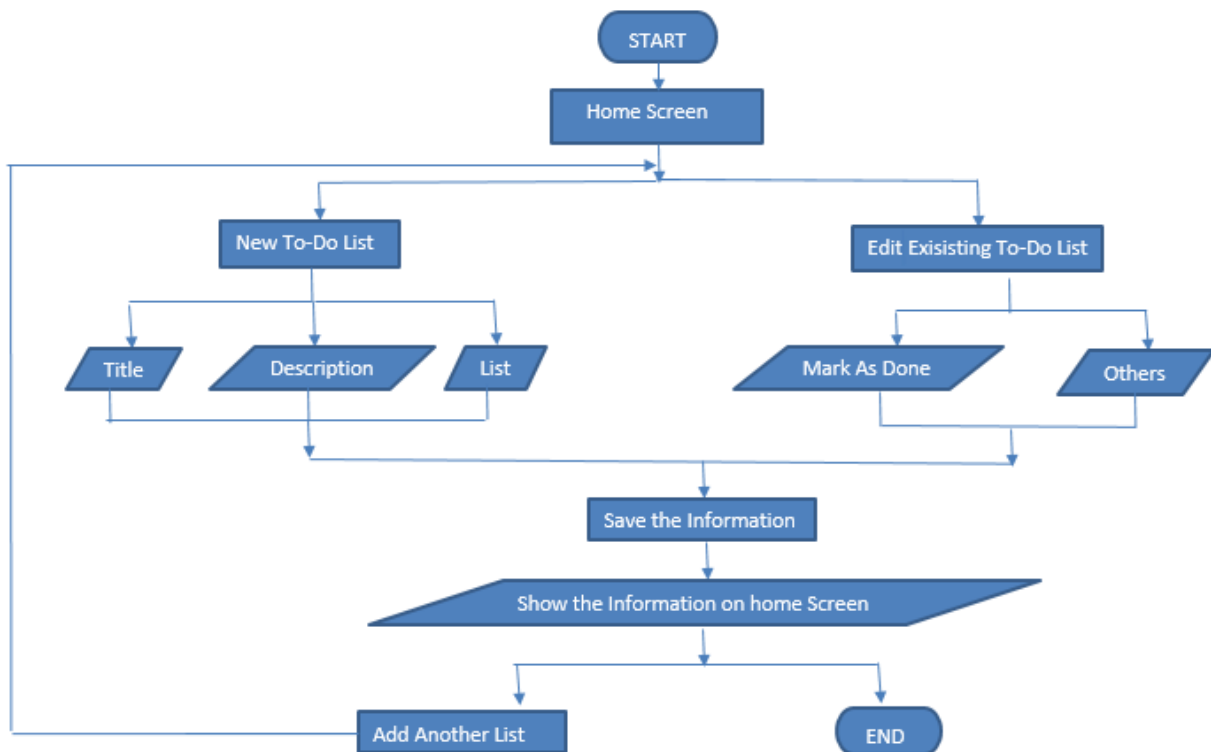 START
Home Screen
New To-Do List
Edit Exisisting To-Do List
Title
Description
List
Mark As Done
Others
Save the Information
Show the Information on home Screen
Add Another List
END